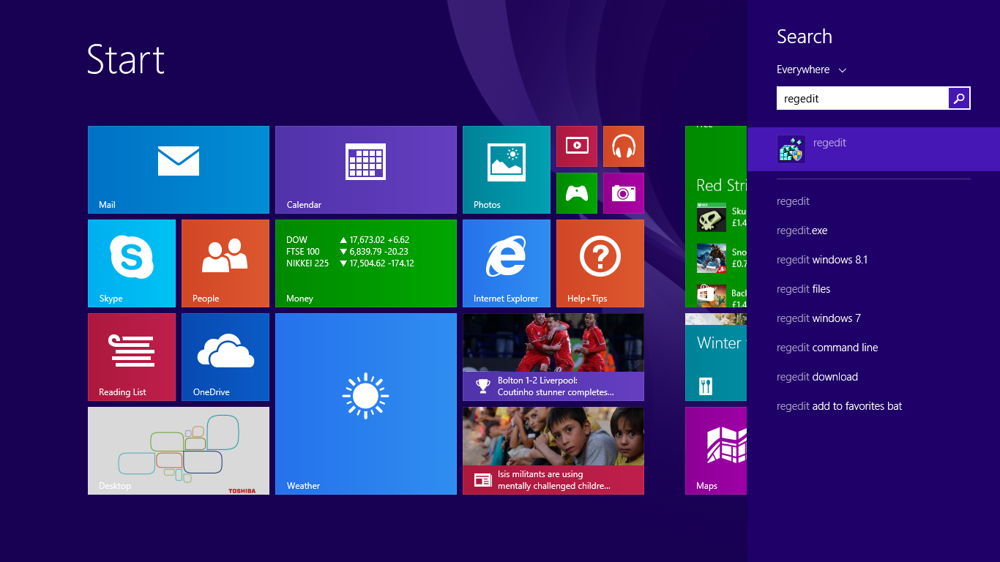 Start
Mail
Calendar
Photos
Skype
People
DOW ▲ 17,673.02 +6.62
FTSE 100 ▼ 6,839.79 -20.23
NIKKEI 225 ▼ 17,504.62 -174.12
Money
Internet Explorer
Help+Tips
Reading List
OneDrive
Desktop
TOSHIBA
Weather
Bolton 1-2 Liverpool:
Coutinho stunner completes...
Isis militants are using
mentally challenged childre...
Free
Red Stri
Sku
£1.4
Sno
£0.7
Back
£1.4
Winter
Maps
Search
Everywhere
regedit
regedit
regedit
regedit.exe
regedit windows 8.1
regedit files
regedit windows 7
regedit command line
regedit download
regedit add to favorites bat